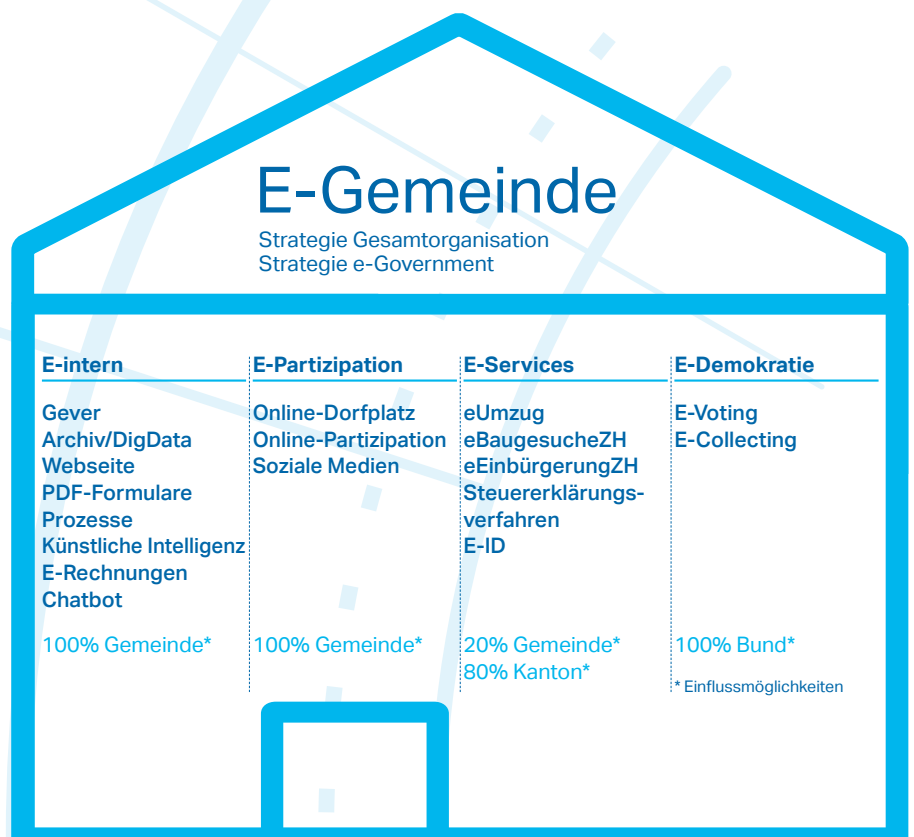 E-Gemeinde
Strategie Gesamtorganisation
Strategie e-Government
E-intern
Gever
Archiv/DigData
Webseite
PDF-Formulare
Prozesse
Künstliche Intelligenz
E-Rechnungen
Chatbot
100% Gemeinde*
E-Partizipation
Online-Dorfplatz
Online-Partizipation
Soziale Medien
100% Gemeinde*
E-Services
eUmzug
eBaugesucheZH
eEinbürgerungZH
Steuererklärungs-
verfahren
E-ID
20% Gemeinde*
80% Kanton*
E-Demokratie
E-Voting
E-Collecting
100% Bund*
* Einflussmöglichkeiten